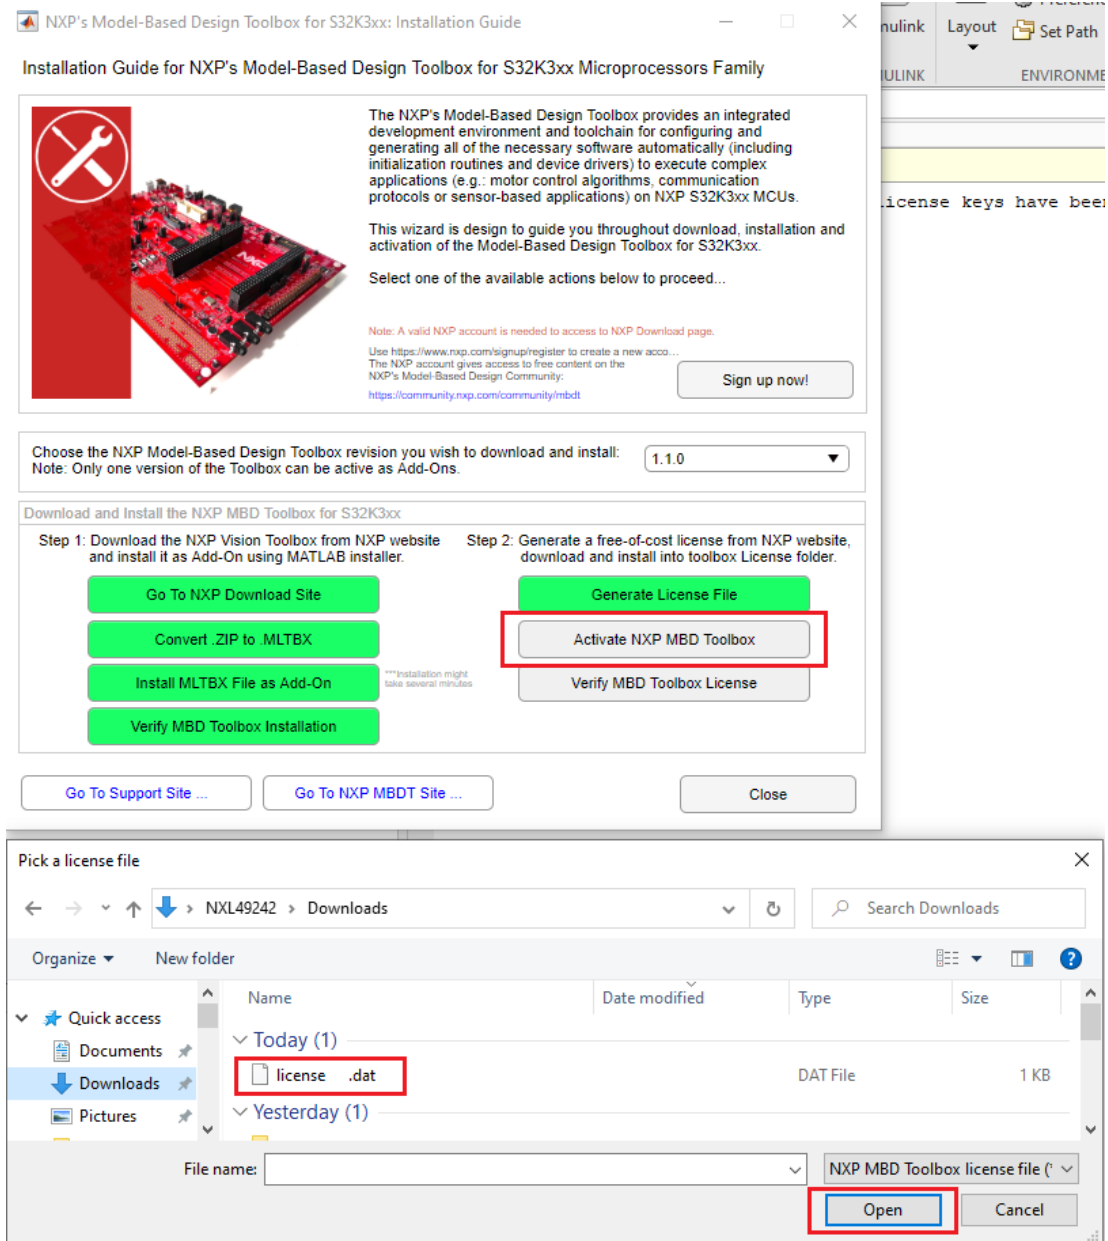 NXP's Model-Based Design Toolbox for S32K3xx: Installation Guide
Installation Guide for NXP's Model-Based Design Toolbox for S32K3xx Microprocessors Family
The NXP's Model-Based Design Toolbox provides an integrated
development environment and toolchain for configuring and
generating all of the necessary software automatically (including
initialization routines and device drivers) to execute complex
applications (e.g.: motor control algorithms, communication
protocols or sensor-based applications) on NXP S32K3xx MCUs.
This wizard is design to guide you throughout download, installation and
activation of the Model-Based Design Toolbox for S32K3xx.
Select one of the available actions below to proceed...
Note: A valid NXP account is needed to access to NXP Download page.
Use https://www.nxp.com/signup/register to create a new acco...
The NXP account gives access to free content on the
NXP's Model-Based Design Community:
https://community.nxp.com/community/mbdt
Sign up now!
Choose the NXP Model-Based Design Toolbox revision you wish to download and install:
Note: Only one version of the Toolbox can be active as Add-Ons.
1.1.0
Download and Install the NXP MBD Toolbox for S32K3xx
Step 1: Download the NXP Vision Toolbox from NXP website
and install it as Add-On using MATLAB installer.
Go To NXP Download Site
Convert .ZIP to .MLTBX
Install MLTBX File as Add-On
***Installation might
take several minutes
Verify MBD Toolbox Installation
Step 2: Generate a free-of-cost license from NXP website,
download and install into toolbox License folder.
Generate License File
Activate NXP MBD Toolbox
Verify MBD Toolbox License
Go To Support Site ...
Go To NXP MBDT Site ...
Close
nulink
Layout
Set Path
ULINK
ENVIRONME
icense keys have beer
Pick a license file
NXL49242 > Downloads
Search Downloads
Organize
New folder
Quick access
Documents
Downloads
Pictures
Name
Date modified
Type
Size
Today (1)
license .dat
DAT File
1 KB
Yesterday (1)
File name:
NXP MBD Toolbox license file (*
Open
Cancel